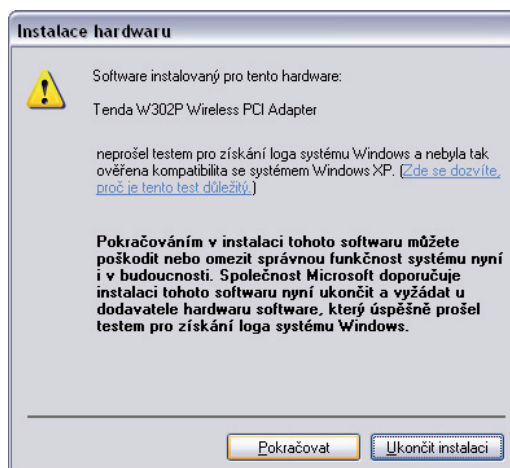 Instalace hardwaru
Software instalovaný pro tento hardware:
Tenda W302P Wireless PCI Adapter
neprošel testem pro získání loga systému Windows a nebyla tak
ověřena kompatibilita se systémem Windows XP. (Zde se dozvíte,
proč je tento test důležitý.)
Pokračováním v instalaci tohoto softwaru můžete
poškodit nebo omezit správnou funkčnost systému nyní
i v budoucnosti. Společnost Microsoft doporučuje
instalaci tohoto softwaru nyní ukončit a vyžádat u
dodavatele hardwaru software, který úspěšně prošel
testem pro získání loga systému Windows.
Pokračovat Ukončit instalaci